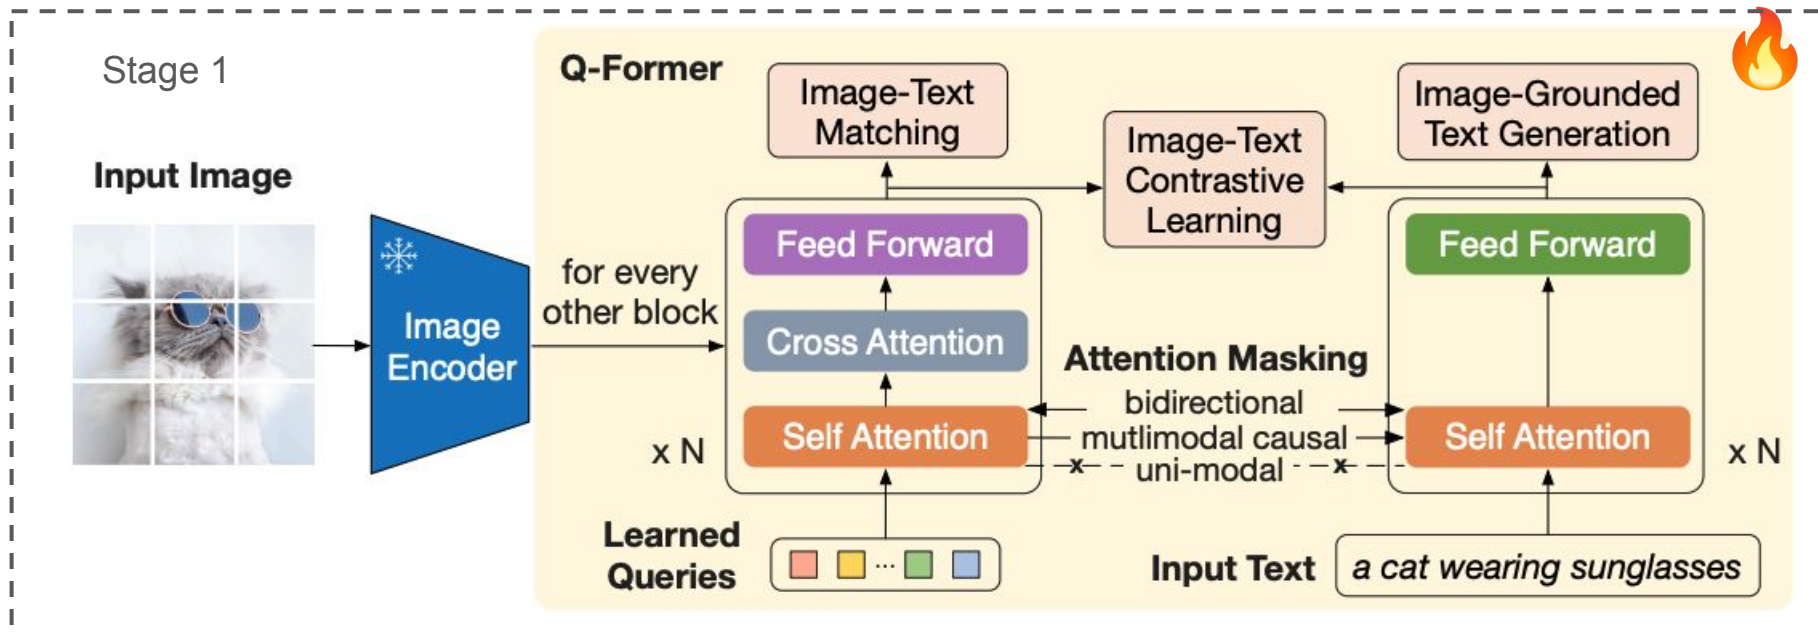 Stage 1
Q-Former
Image-Text
Matching
Image-Text
Contrastive
Learning
Image-Grounded
Text Generation
Input Image
Image
Encoder
for every
other block
Feed Forward
Cross Attention
Self Attention
x N
Attention Masking
bidirectional
mutlimodal causal
x uni-modal x
Feed Forward
Self Attention
x N
Learned
Queries
...
Input Text
a cat wearing sunglasses